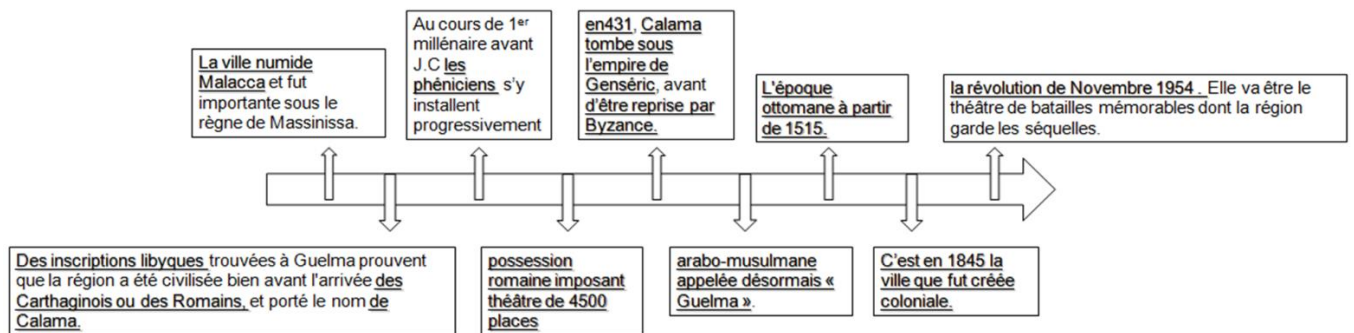 La ville numide
Malacca et fut
importante sous le
règne de Massinissa.
Au cours de 1er
millénaire avant
J.C les
phéniciens s'y
installent
progressivement
en431, Calama
tombe sous
l'empire de
Genséric, avant
d'être reprise par
Byzance.
L'époque
ottomane à partir
de 1515.
la révolution de Novembre 1954 . Elle va être le
théâtre de batailles mémorables dont la région
garde les séquelles.
Des inscriptions libyques trouvées à Guelma prouvent
que la région a été civilisée bien avant l'arrivée des
Carthaginois ou des Romains, et porté le nom de
Calama.
possession
romaine imposant
théâtre de 4500
places
arabo-musulmane
appelée désormais «
Guelma ».
C'est en 1845 la
ville que fut créée
coloniale.